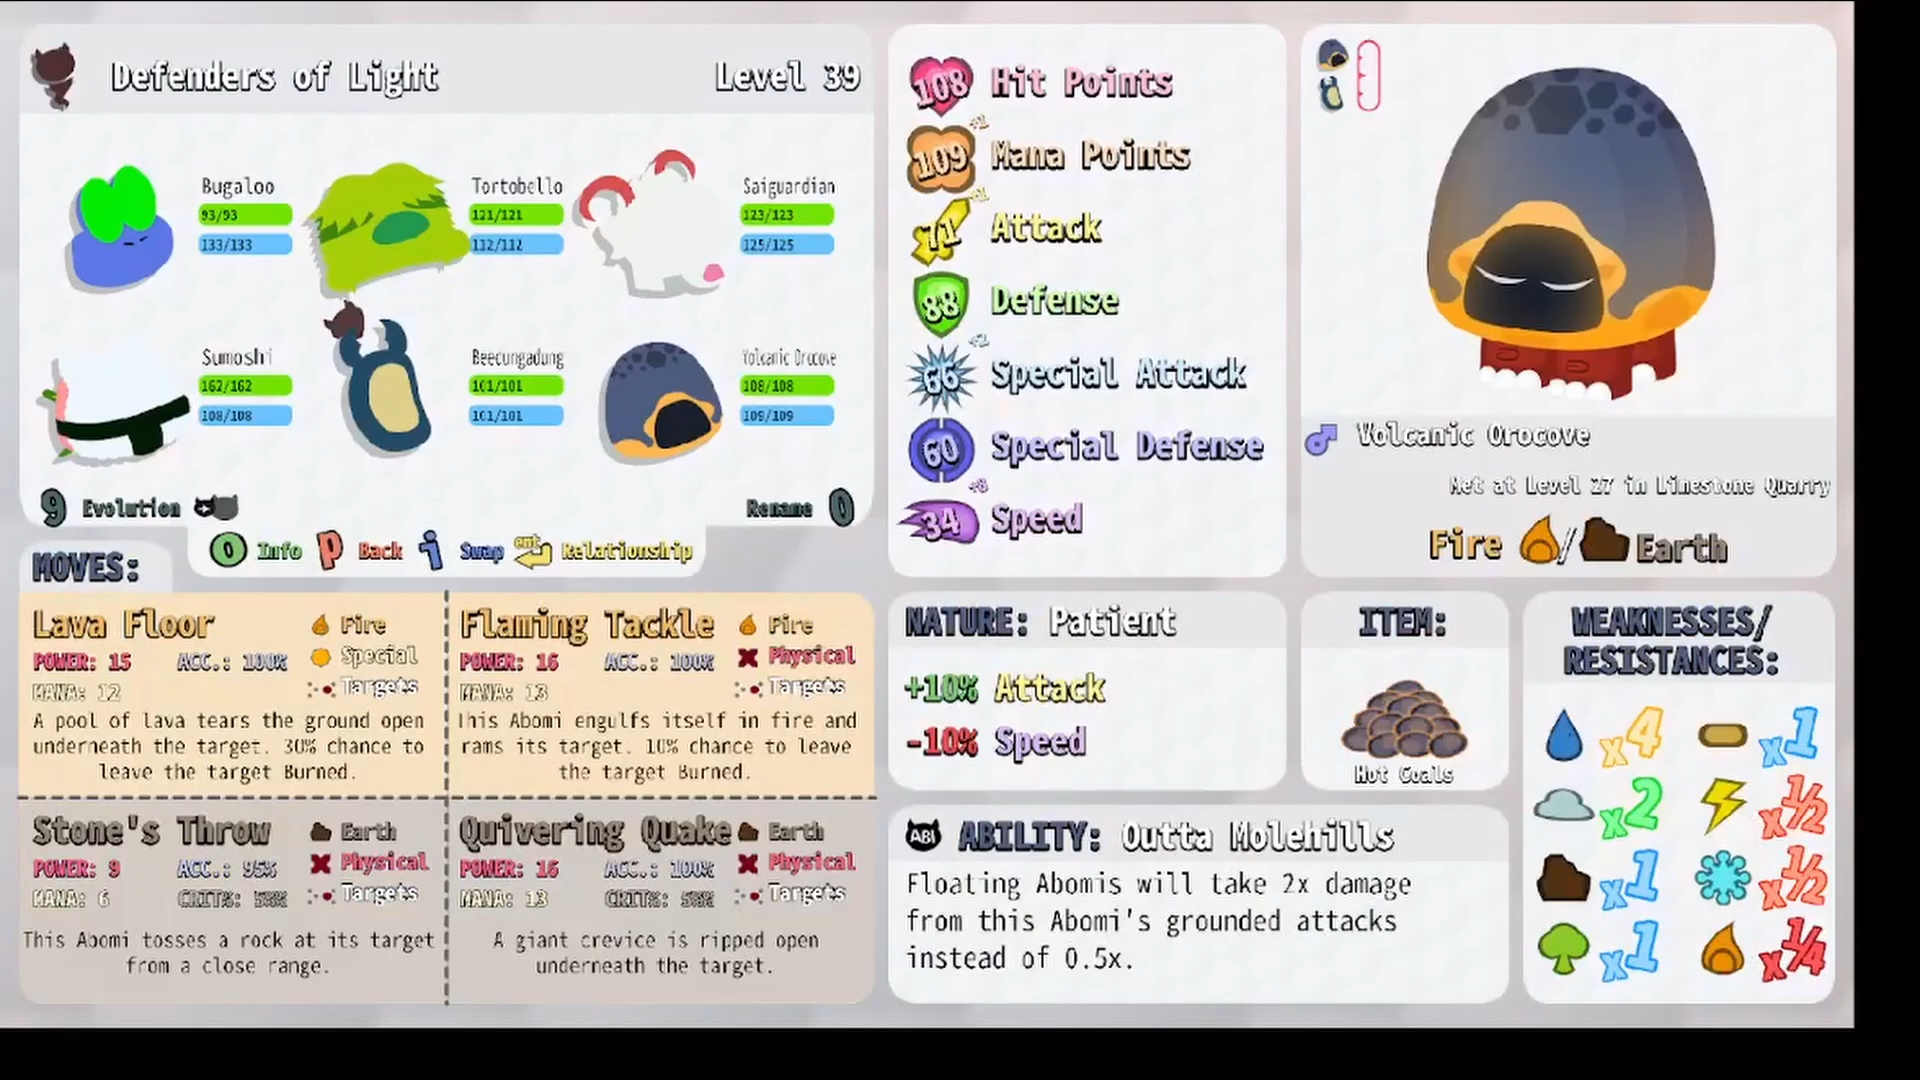 Defenders of Light
Level 39
Bugaloo
93/93
133/133
Tortobello
121/121
112/112
Saiguardian
123/123
125/125
Sumoshi
162/162
108/108
Beecungadung
101/101
101/101
Volcanic Orocove
108/108
109/109
9 Evolution
Rename 0
O Info P Back i Swap ent Relationship
108 Hit Points
+1
109 Mana Points
+1
71 Attack
88 Defense
66 Special Attack
60 Special Defense
34 Speed
Volcanic Orocove
Met at Level 27 in Limestone Quarry
Fire / Earth
MOVES:
Lava Floor
Fire
POWER: 15 ACC.: 100% Special
MANA: 12 Targets
A pool of lava tears the ground open
underneath the target. 30% chance to
leave the target Burned.
Flaming Tackle
Fire
POWER: 16 ACC.: 100% Physical
MANA: 13 Targets
This Abomi engulfs itself in fire and
rams its target. 10% chance to leave
the target Burned.
Stone's Throw
Earth
POWER: 9 ACC.: 95% Physical
MANA: 6 CRIT%: Targets
This Abomi tosses a rock at its target
from a close range.
Quivering Quake
Earth
POWER: 16 ACC.: 100% Physical
MANA: 13 CRIT%: Targets
A giant crevice is ripped open
underneath the target.
NATURE: Patient
+10% Attack
-10% Speed
ITEM:
Hot Coals
ABI ABILITY: Outta Molehills
Floating Abomis will take 2x damage
from this Abomi's grounded attacks
instead of 0.5x.
WEAKNESSES/
RESISTANCES:
x4 x1
x2 x1/2
x1 x1/2
x1 x1/4